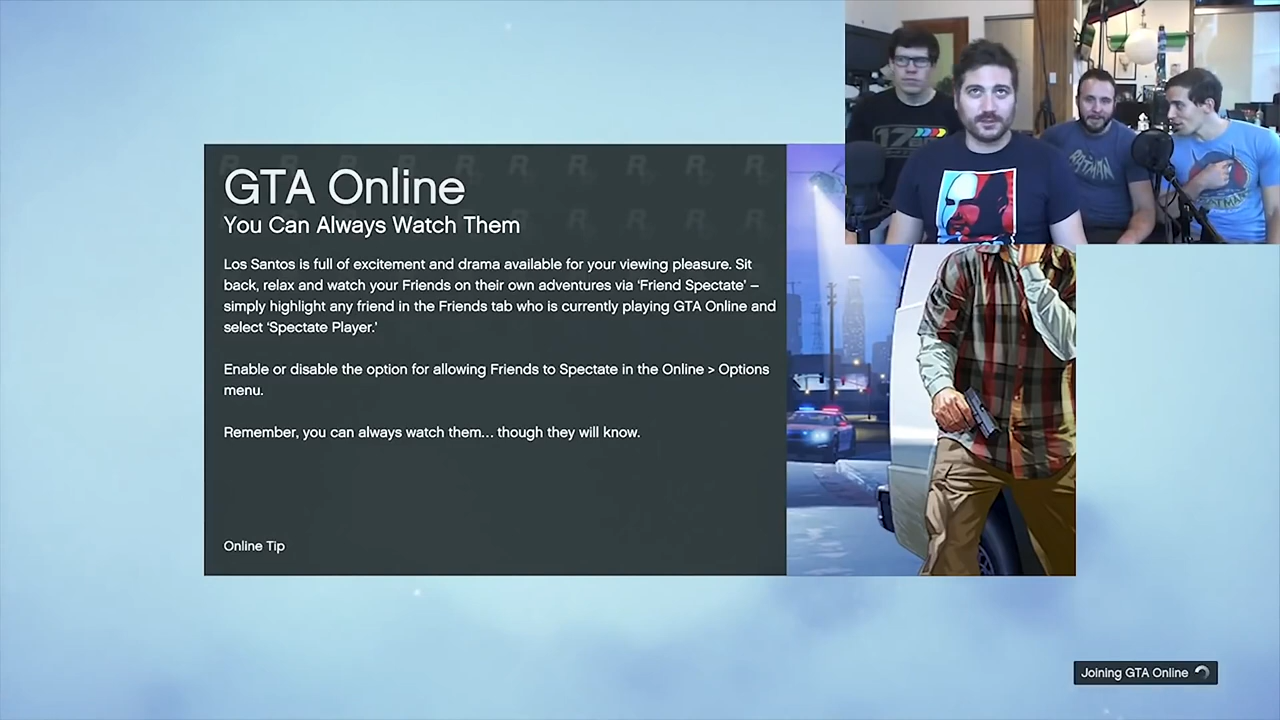 GTA Online
You Can Always Watch Them
Los Santos is full of excitement and drama available for your viewing pleasure. Sit
back, relax and watch your Friends on their own adventures via ‘Friend Spectate’ –
simply highlight any friend in the Friends tab who is currently playing GTA Online and
select ‘Spectate Player.’
Enable or disable the option for allowing Friends to Spectate in the Online > Options
menu.
Remember, you can always watch them... though they will know.
Online Tip
Joining GTA Online
BATMAN
BATMAN